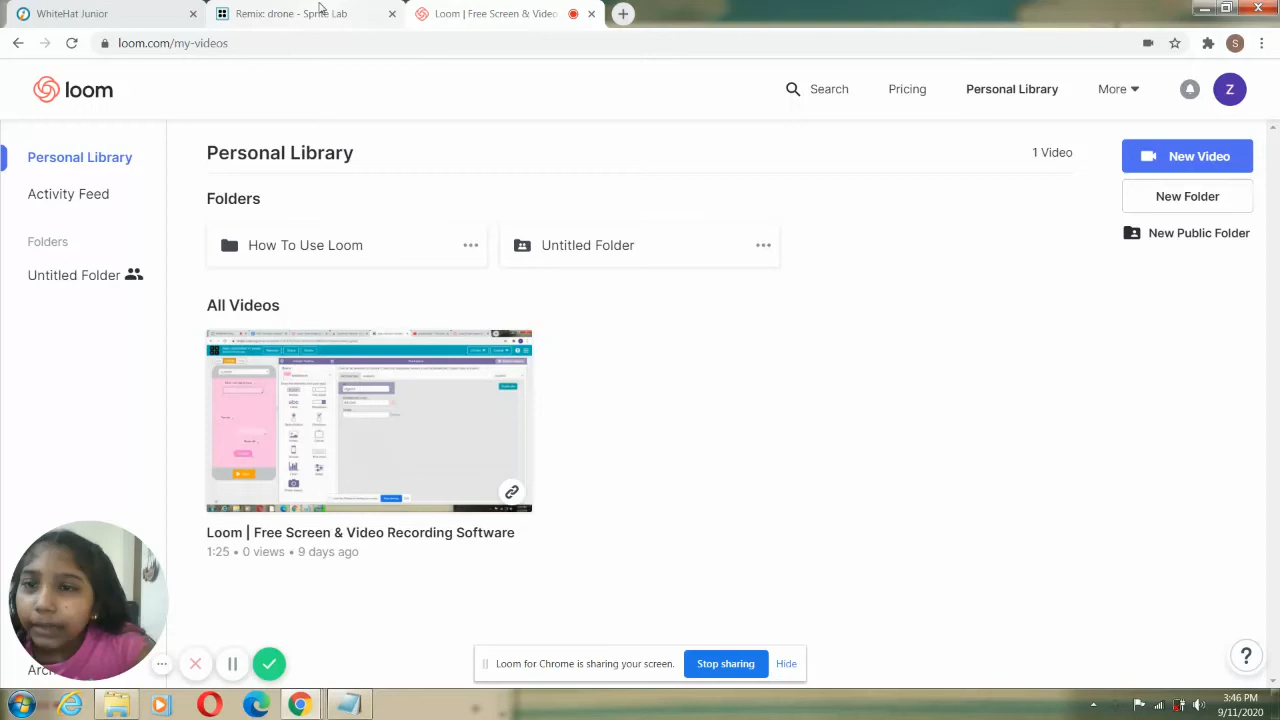 WhiteHat Junior
Remix: drone - Sprite Lab
Loom | Free Screen & Video
loom.com/my-videos
S
loom
Search
Pricing
Personal Library
More
Z
Personal Library
Activity Feed
Folders
Untitled Folder
Personal Library
1 Video
Folders
How To Use Loom
Untitled Folder
New Video
New Folder
New Public Folder
All Videos
Loom | Free Screen & Video Recording Software
1:25 • 0 views • 9 days ago
Loom for Chrome is sharing your screen.
Stop sharing
Hide
?
3:46 PM
9/11/2020